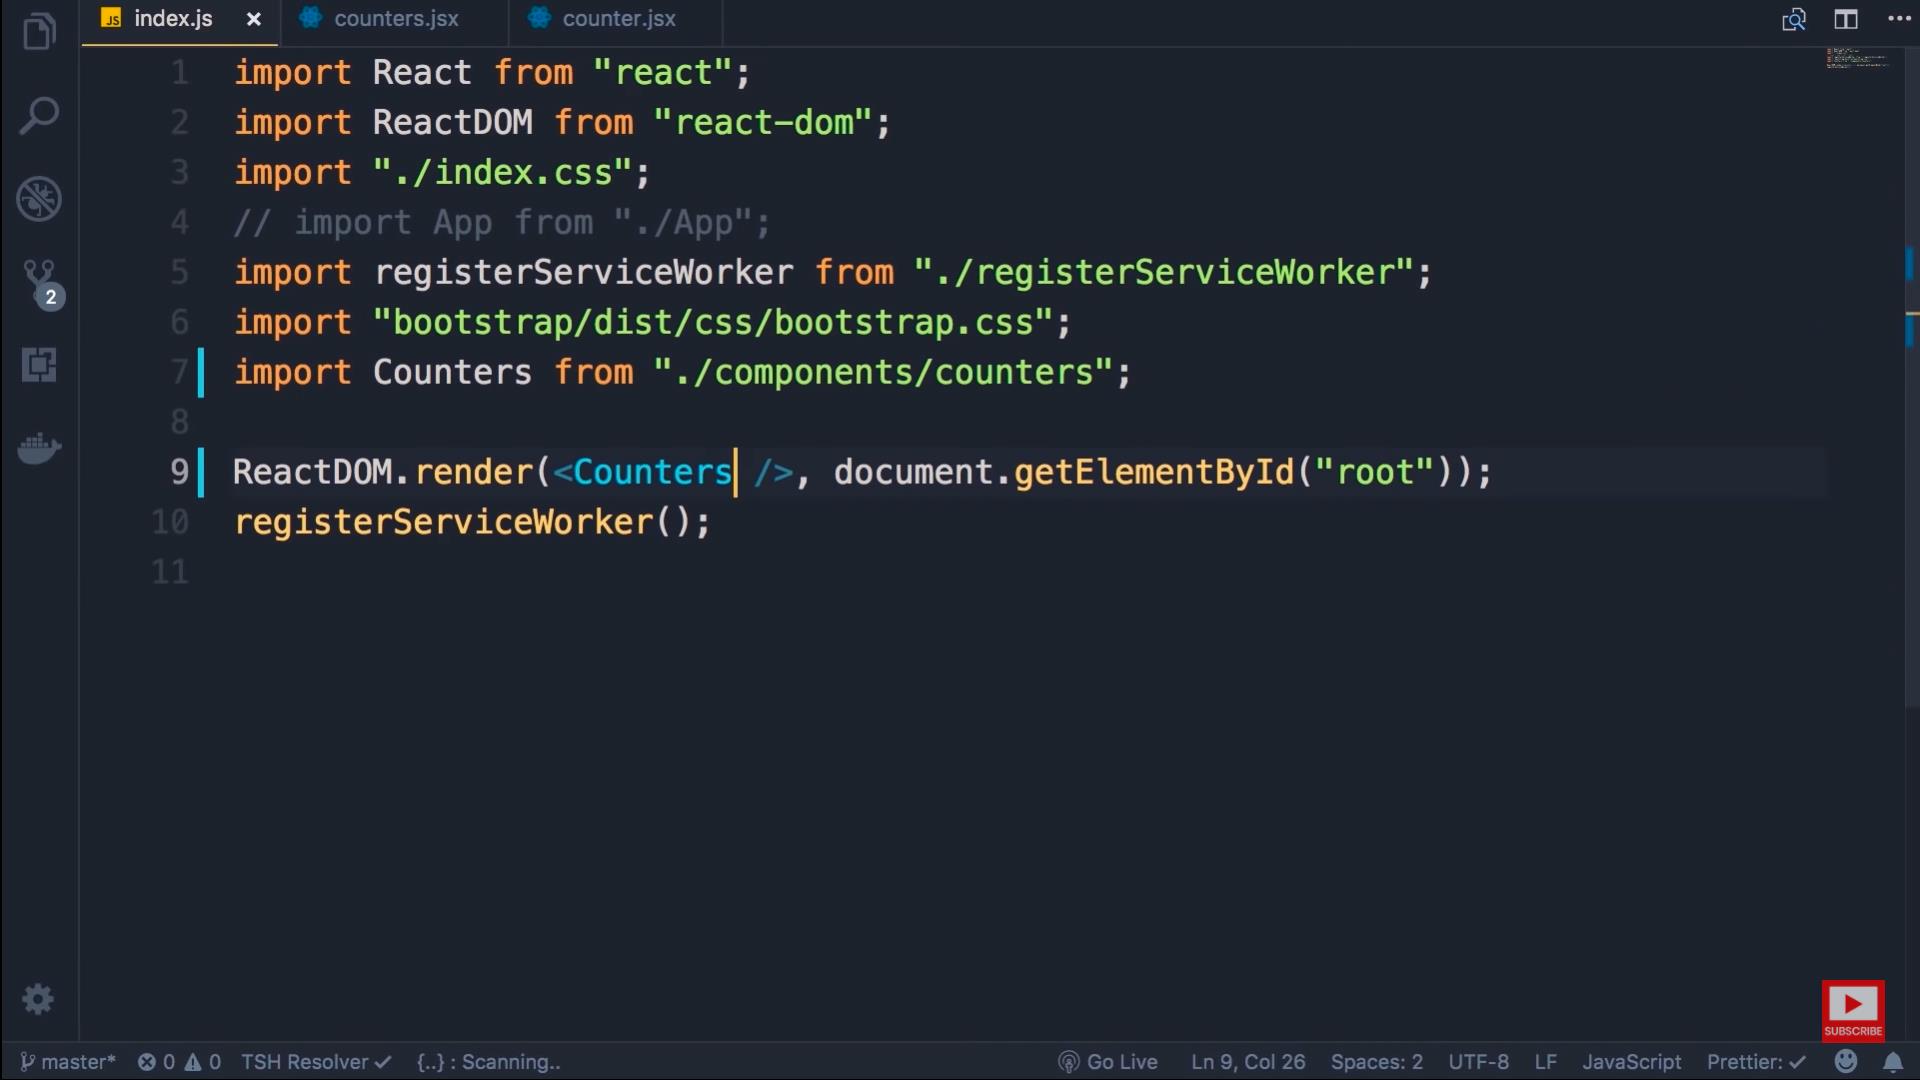 JS index.js × counters.jsx counter.jsx
1 import React from "react";
2 import ReactDOM from "react-dom";
3 import "./index.css";
4 // import App from "./App";
5 import registerServiceWorker from "./registerServiceWorker";
6 import "bootstrap/dist/css/bootstrap.css";
7 import Counters from "./components/counters";
8
9 ReactDOM.render(<Counters />, document.getElementById("root"));
10 registerServiceWorker();
11
2
SUBSCRIBE
master* 0 0 TSH Resolver ✓ {..} : Scanning.. Go Live Ln 9, Col 26 Spaces: 2 UTF-8 LF JavaScript Prettier: ✓